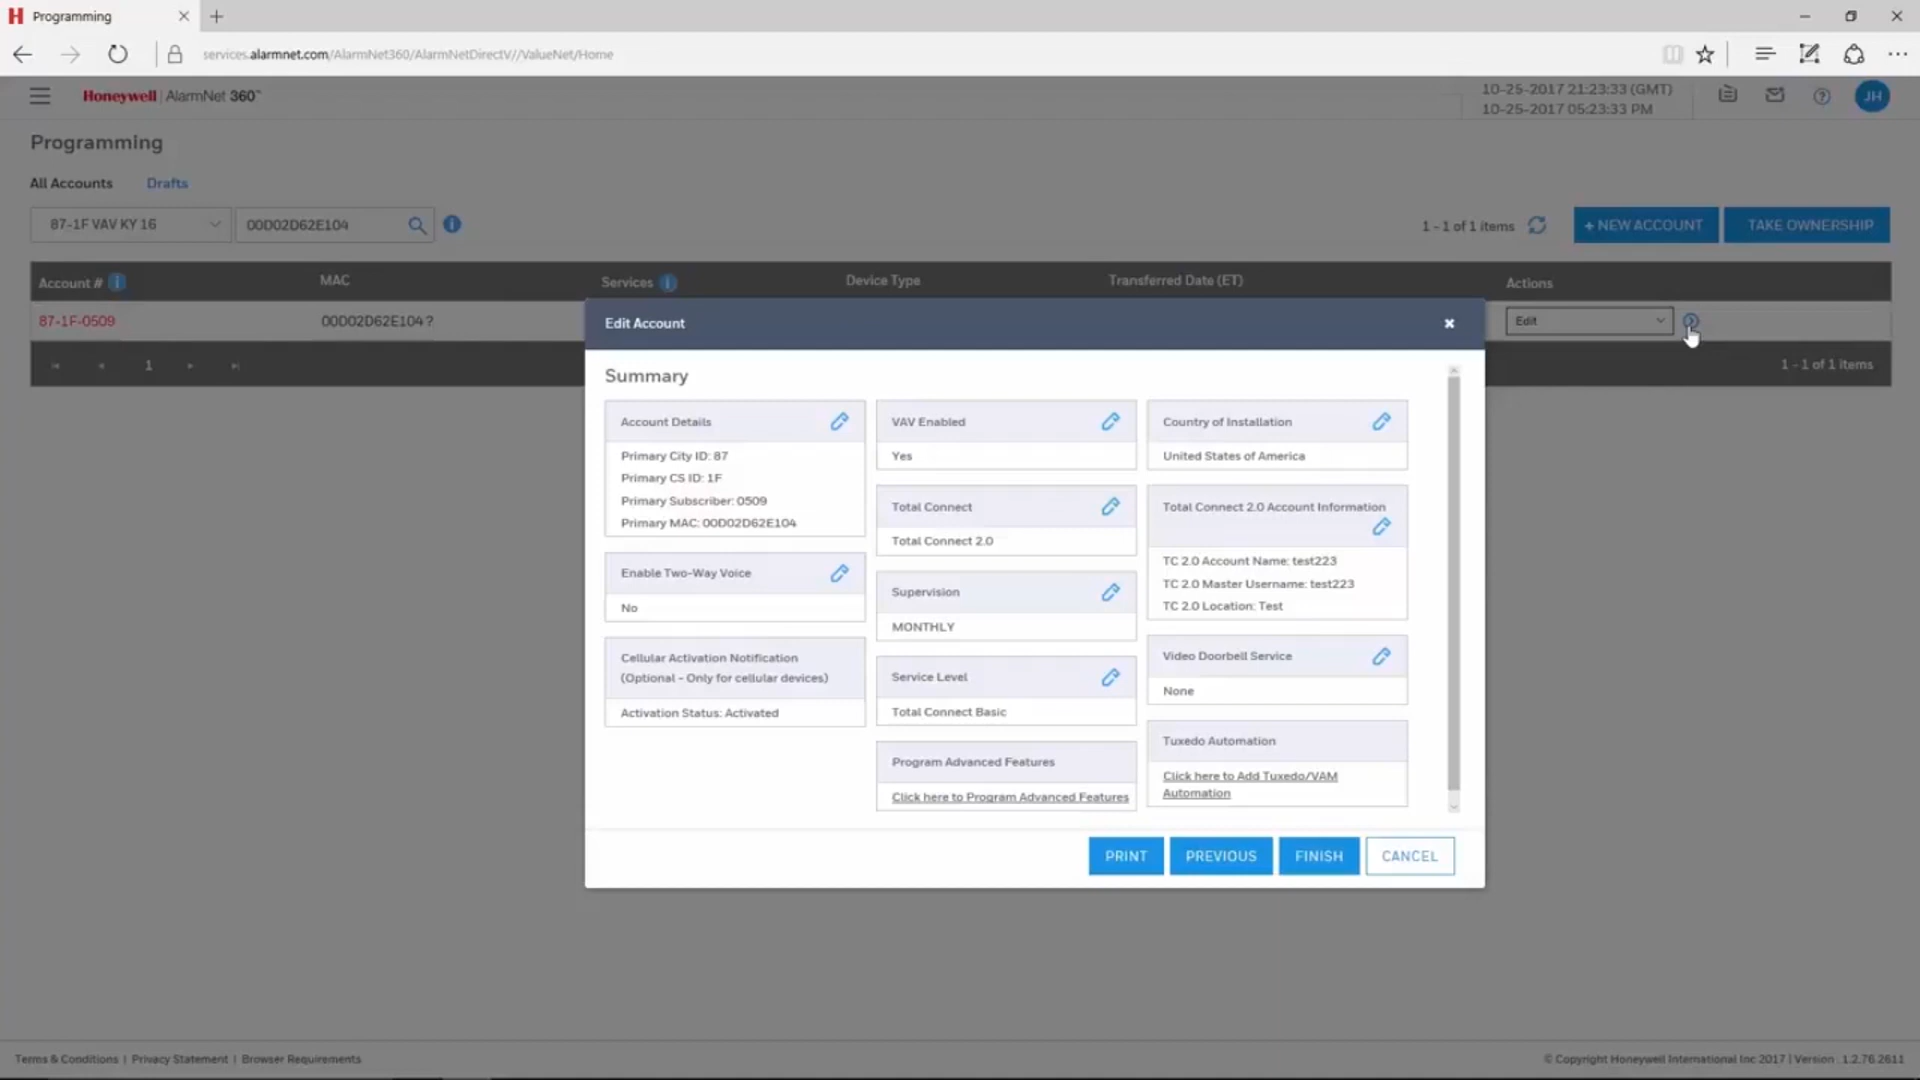 Programming
services.alarmnet.com/AlarmNet360/AlarmNetDirectV//ValueNet/Home
Honeywell | AlarmNet 360™
10-25-2017 21:23:33 (GMT)
10-25-2017 05:23:33 PM
JH
Programming
All Accounts Drafts
87-1F VAV KY 16 00D02D62E104
1 - 1 of 1 items + NEW ACCOUNT TAKE OWNERSHIP
Account # MAC Services Device Type Transferred Date (ET) Actions
87-1F-0509 00D02D62E104 ? Edit
1 1 - 1 of 1 items
Edit Account
Summary
Account Details
Primary City ID: 87
Primary CS ID: 1F
Primary Subscriber: 0509
Primary MAC: 00D02D62E104
Enable Two-Way Voice
No
Cellular Activation Notification
(Optional - Only for cellular devices)
Activation Status: Activated
VAV Enabled
Yes
Total Connect
Total Connect 2.0
Supervision
MONTHLY
Service Level
Total Connect Basic
Program Advanced Features
Click here to Program Advanced Features
Country of Installation
United States of America
Total Connect 2.0 Account Information
TC 2.0 Account Name: test223
TC 2.0 Master Username: test223
TC 2.0 Location: Test
Video Doorbell Service
None
Tuxedo Automation
Click here to Add Tuxedo/VAM
Automation
PRINT PREVIOUS FINISH CANCEL
Terms & Conditions | Privacy Statement | Browser Requirements
© Copyright Honeywell International Inc 2017 | Version : 1.2.76.2611